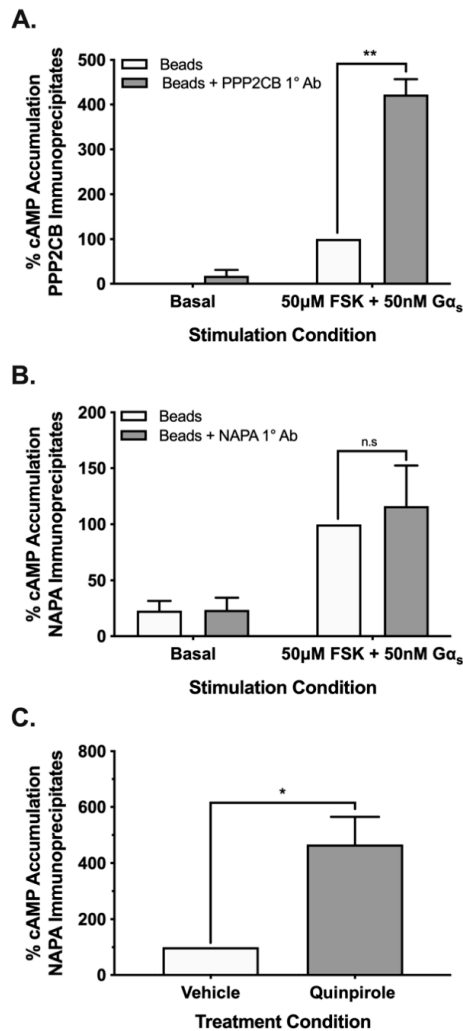 A.
% cAMP Accumulation
PPP2CB Immunoprecipitates
500
400
300
200
100
0
Beads
Beads + PPP2CB 1° Ab
**
Basal
50μM FSK + 50nM Gαs
Stimulation Condition
B.
% cAMP Accumulation
NAPA Immunoprecipitates
200
150
100
50
0
Beads
Beads + NAPA 1° Ab
n.s
Basal
50μM FSK + 50nM Gαs
Stimulation Condition
C.
% cAMP Accumulation
NAPA Immunoprecipitates
800
600
400
200
0
*
Vehicle
Quinpirole
Treatment Condition